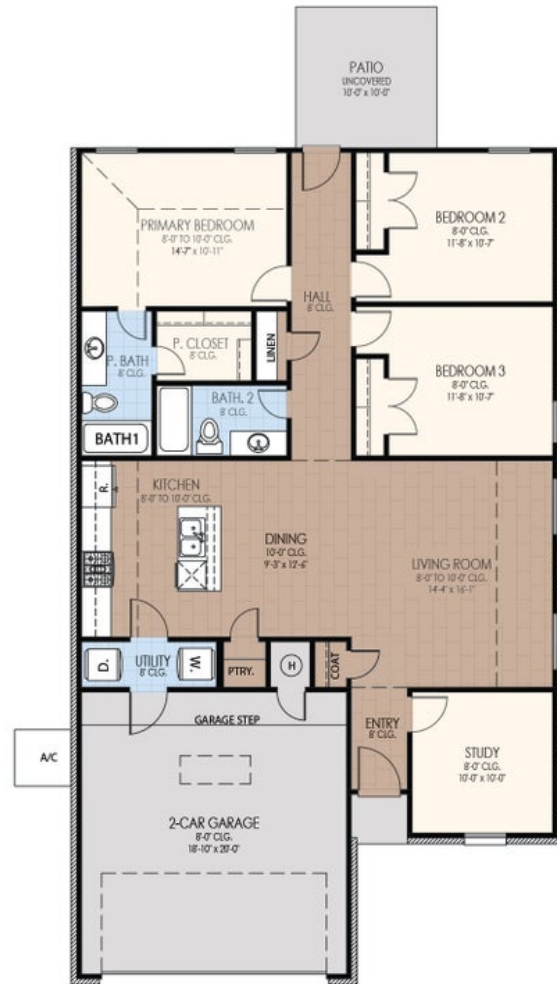 PATIO
UNCOVERED
10'-0" x 10'-0"
PRIMARY BEDROOM
8'-0" TO 10'-0" CLG.
14'-7" x 10'-11"
BEDROOM 2
8'-0" CLG.
11'-8" x 10'-7"
HALL
8' CLG.
P. BATH
8' CLG.
P. CLOSET
8' CLG.
LINEN
BEDROOM 3
8'-0" CLG.
11'-8" x 10'-7"
BATH. 2
8' CLG.
BATH1
R.
KITCHEN
8'-0" TO 10'-0" CLG.
DINING
10'-0" CLG.
9'-3" x 12'-6"
LIVING ROOM
8'-0" TO 10'-0" CLG.
14'-4" x 16'-1"
D.
UTILITY
8' CLG.
W.
PTRY.
H
COAT
GARAGE STEP
ENTRY
8' CLG.
STUDY
8'-0" CLG.
10'-0" x 10'-0"
A/C
2-CAR GARAGE
8'-0" CLG.
18'-10" x 20'-0"